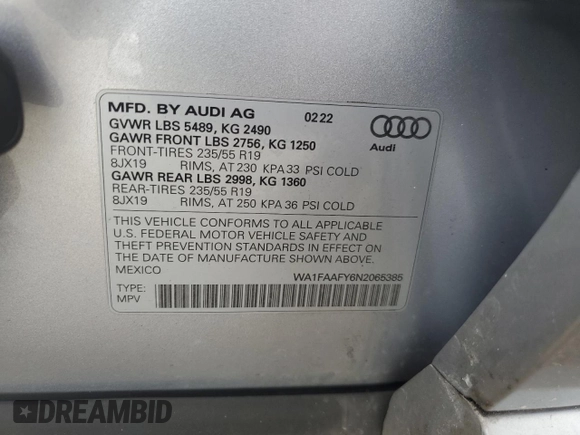 MFD. BY AUDI AG 02 22
GVWR LBS 5489, KG 2490
GAWR FRONT LBS 2756, KG 1250
FRONT-TIRES 235/55 R19
8JX19 RIMS, AT 230 KPA 33 PSI COLD
GAWR REAR LBS 2998, KG 1360
REAR-TIRES 235/55 R19
8JX19 RIMS, AT 250 KPA 36 PSI COLD
Audi
THIS VEHICLE CONFORMS TO ALL APPLICABLE
U.S. FEDERAL MOTOR VEHICLE SAFETY AND
THEFT PREVENTION STANDARDS IN EFFECT ON
THE DATE OF MANUFACTURE SHOWN ABOVE.
MEXICO WA1FAAFY6N2065385
TYPE:
MPV
DREAMBID